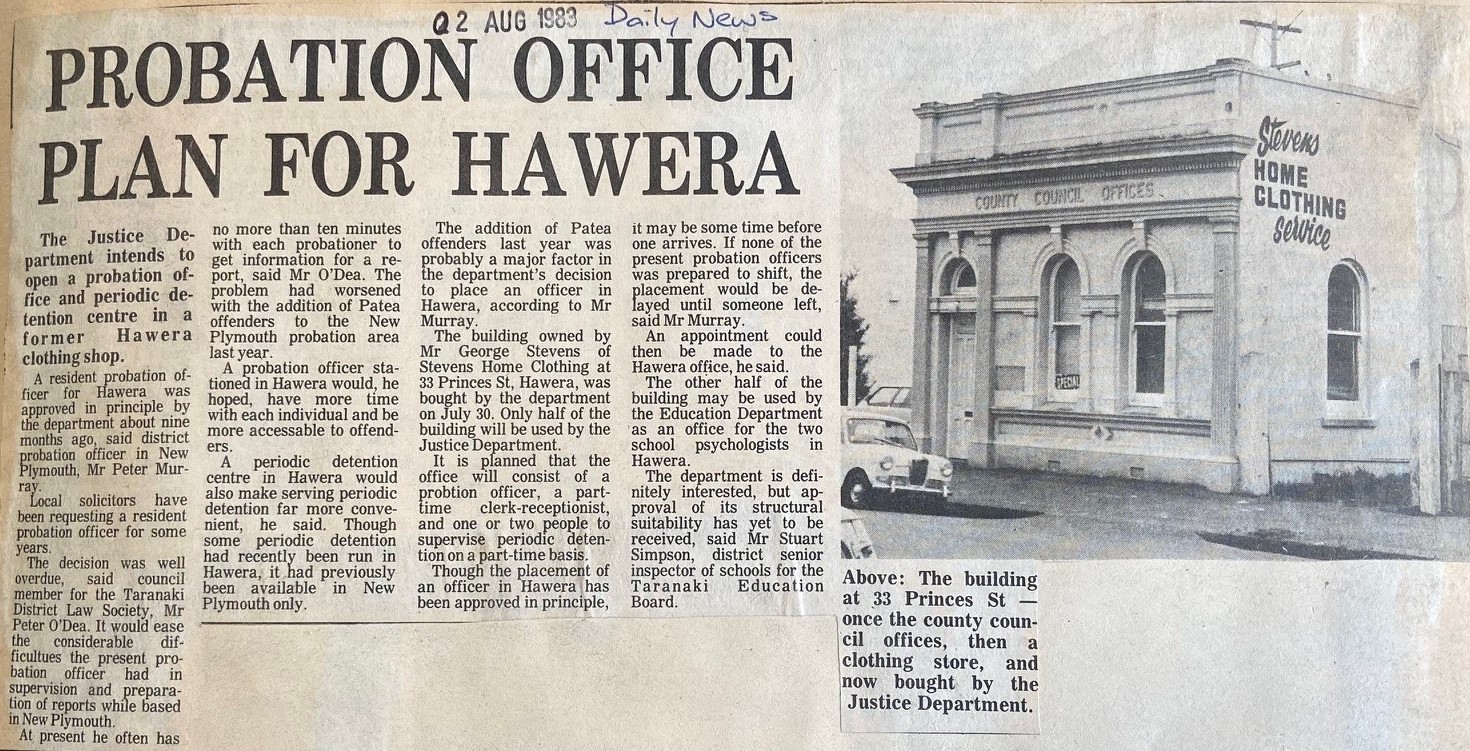 02 AUG 1983 Daily News
PROBATION OFFICE
PLAN FOR HAWERA
The Justice De-
partment intends to
open a probation of-
fice and periodic de-
tention centre in a
former Hawera
clothing shop.
A resident probation of-
ficer for Hawera was
approved in principle by
the department about nine
months ago, said district
probation officer in New
Plymouth, Mr Peter Mur-
ray.
Local solicitors have
been requesting a resident
probation officer for some
years.
The decision was well
overdue, said council
member for the Taranaki
District Law Society, Mr
Peter O'Dea. It would ease
the considerable dif-
ficultues the present pro-
bation officer had in
supervision and prepara-
tion of reports while based
in New Plymouth.
At present he often has
no more than ten minutes
with each probationer to
get information for a re-
port, said Mr O'Dea. The
problem had worsened
with the addition of Patea
offenders to the New
Plymouth probation area
last year.
A probation officer sta-
tioned in Hawera would, he
hoped, have more time
with each individual and be
more accessable to offend-
ers.
A periodic detention
centre in Hawera would
also make serving periodic
detention far more conve-
nient, he said. Though
some periodic detention
had recently been run in
Hawera, it had previously
been available in New
Plymouth only.
The addition of Patea
offenders last year was
probably a major factor in
the department's decision
to place an officer in
Hawera, according to Mr
Murray.
The building owned by
Mr George Stevens of
Stevens Home Clothing at
33 Princes St, Hawera, was
bought by the department
on July 30. Only half of the
building will be used by the
Justice Department.
It is planned that the
office will consist of a
probtion officer, a part-
time clerk-receptionist,
and one or two people to
supervise periodic deten-
tion on a part-time basis.
Though the placement of
an officer in Hawera has
been approved in principle,
it may be some time before
one arrives. If none of the
present probation officers
was prepared to shift, the
placement would be de-
layed until someone left,
said Mr Murray.
An appointment could
then be made to the
Hawera office, he said.
The other half of the
building may be used by
the Education Department
as an office for the two
school psychologists in
Hawera.
The department is defi-
nitely interested, but ap-
proval of its structural
suitability has yet to be
received, said Mr Stuart
Simpson, district senior
inspector of schools for the
Taranaki Education
Board.
COUNTY COUNCIL OFFICES
Stevens
HOME
CLOTHING
Service
SPECIAL
Above: The building
at 33 Princes St —
once the county coun-
cil offices, then a
clothing store, and
now bought by the
Justice Department.